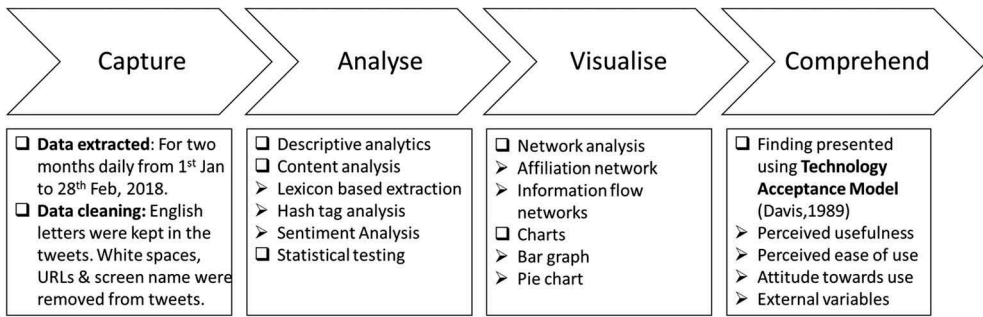 Capture
Analyse
Visualise
Comprehend
❑ Data extracted: For two
months daily from 1st Jan
to 28th Feb, 2018.
❑ Data cleaning: English
letters were kept in the
tweets. White spaces,
URLs & screen name were
removed from tweets.
❑ Descriptive analytics
❑ Content analysis
➢ Lexicon based extraction
➢ Hash tag analysis
➢ Sentiment Analysis
❑ Statistical testing
❑ Network analysis
➢ Affiliation network
➢ Information flow
networks
❑ Charts
➢ Bar graph
➢ Pie chart
❑ Finding presented
using Technology
Acceptance Model
(Davis,1989)
➢ Perceived usefulness
➢ Perceived ease of use
➢ Attitude towards use
➢ External variables